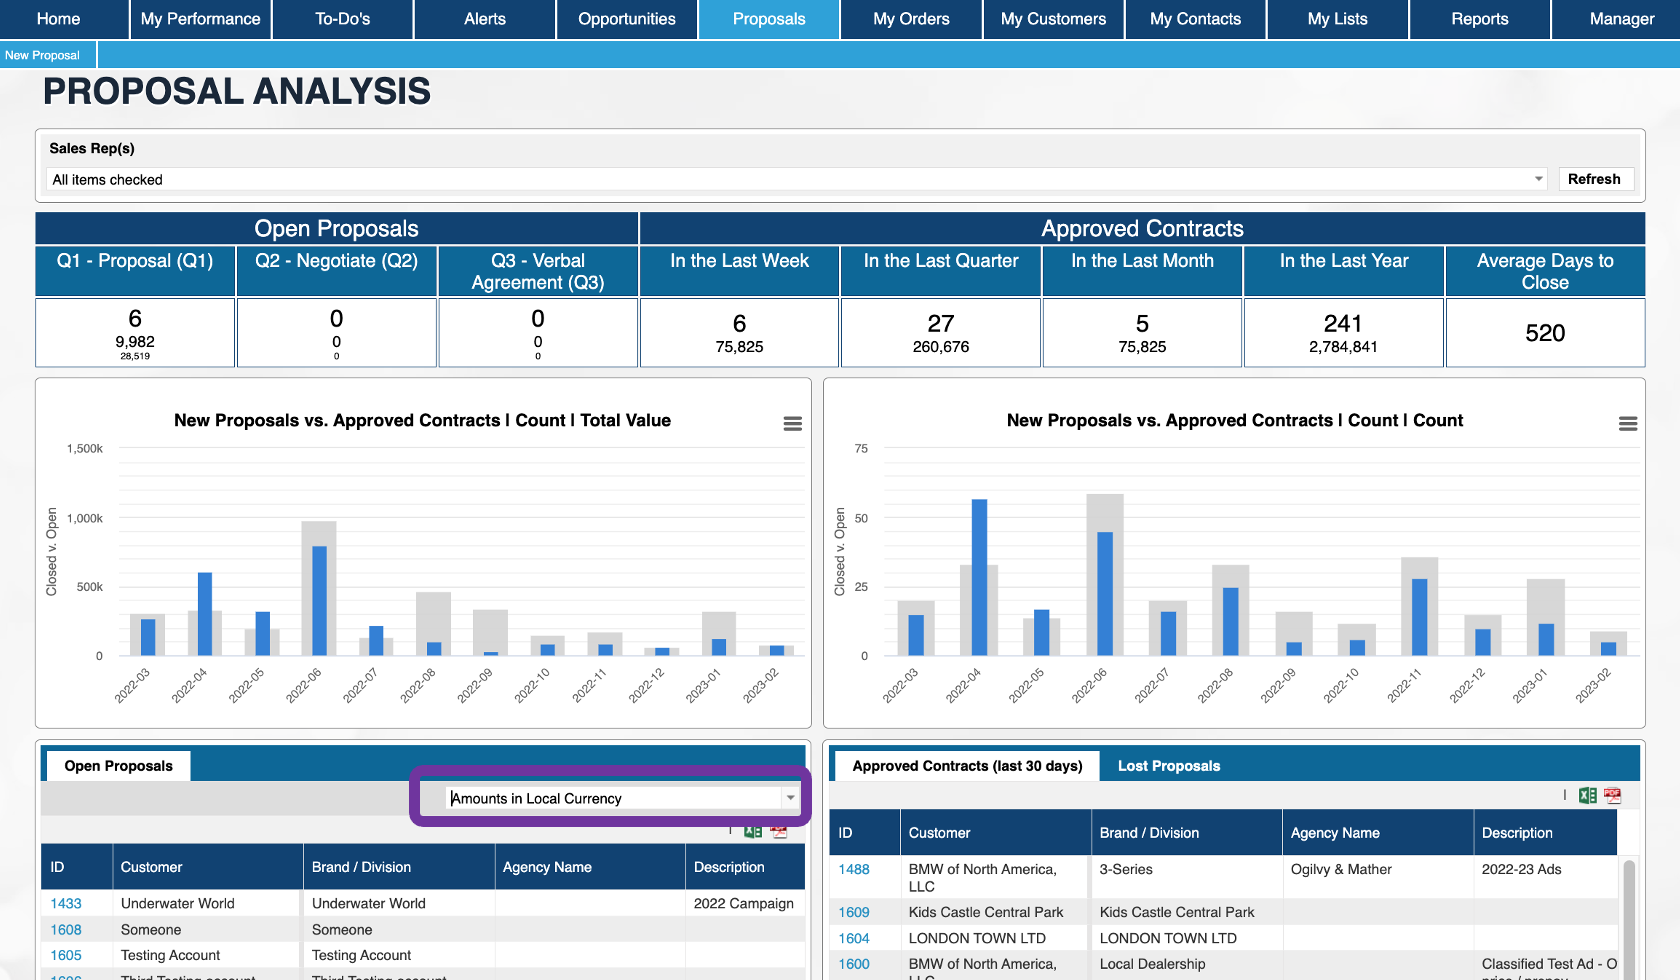 Home
My Performance
To-Do's
Alerts
Opportunities
Proposals
My Orders
My Customers
My Contacts
My Lists
Reports
Manager
New Proposal
PROPOSAL ANALYSIS
Sales Rep(s)
All items checked
Refresh
Open Proposals
Approved Contracts
Q1 - Proposal (Q1)
Q2 - Negotiate (Q2)
Q3 - Verbal
Agreement (Q3)
In the Last Week
In the Last Quarter
In the Last Month
In the Last Year
Average Days to
Close
6
9,982
28,519
0
0
0
0
0
0
6
75,825
27
260,676
5
75,825
241
2,784,841
520
New Proposals vs. Approved Contracts | Count | Total Value
Closed v. Open
1,500k
1,000k
500k
0
2022-03
2022-04
2022-05
2022-06
2022-07
2022-08
2022-09
2022-10
2022-11
2022-12
2023-01
2023-02
New Proposals vs. Approved Contracts | Count | Count
Closed v. Open
75
50
25
0
2022-03
2022-04
2022-05
2022-06
2022-07
2022-08
2022-09
2022-10
2022-11
2022-12
2023-01
2023-02
Open Proposals
Amounts in Local Currency
ID
Customer
Brand / Division
Agency Name
Description
1433
Underwater World
Underwater World
2022 Campaign
1608
Someone
Someone
1605
Testing Account
Testing Account
1606
Third Testing account
Third Testing account
Approved Contracts (last 30 days)
Lost Proposals
|
PDF
ID
Customer
Brand / Division
Agency Name
Description
1488
BMW of North America,
LLC
3-Series
Ogilvy & Mather
2022-23 Ads
1609
Kids Castle Central Park
Kids Castle Central Park
1604
LONDON TOWN LTD
LONDON TOWN LTD
1600
BMW of North America,
LLC
Local Dealership
Classified Test Ad - O